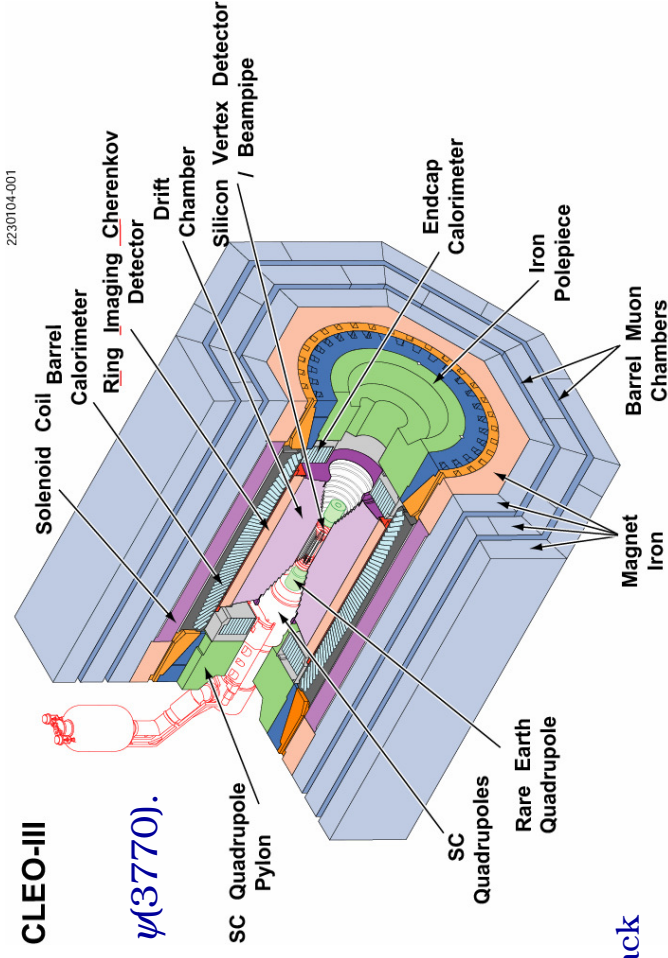 2230104-001
CLEO-III
Solenoid Coil
Barrel
Calorimeter
Ring Imaging Cherenkov
Detector
Drift
Chamber
Silicon Vertex Detector
/ Beampipe
Endcap
Calorimeter
Iron
Polepiece
Barrel Muon
Chambers
Magnet
Iron
Rare Earth
Quadrupole
SC
Quadrupoles
SC Quadrupole
Pylon
ψ(3770).
ack